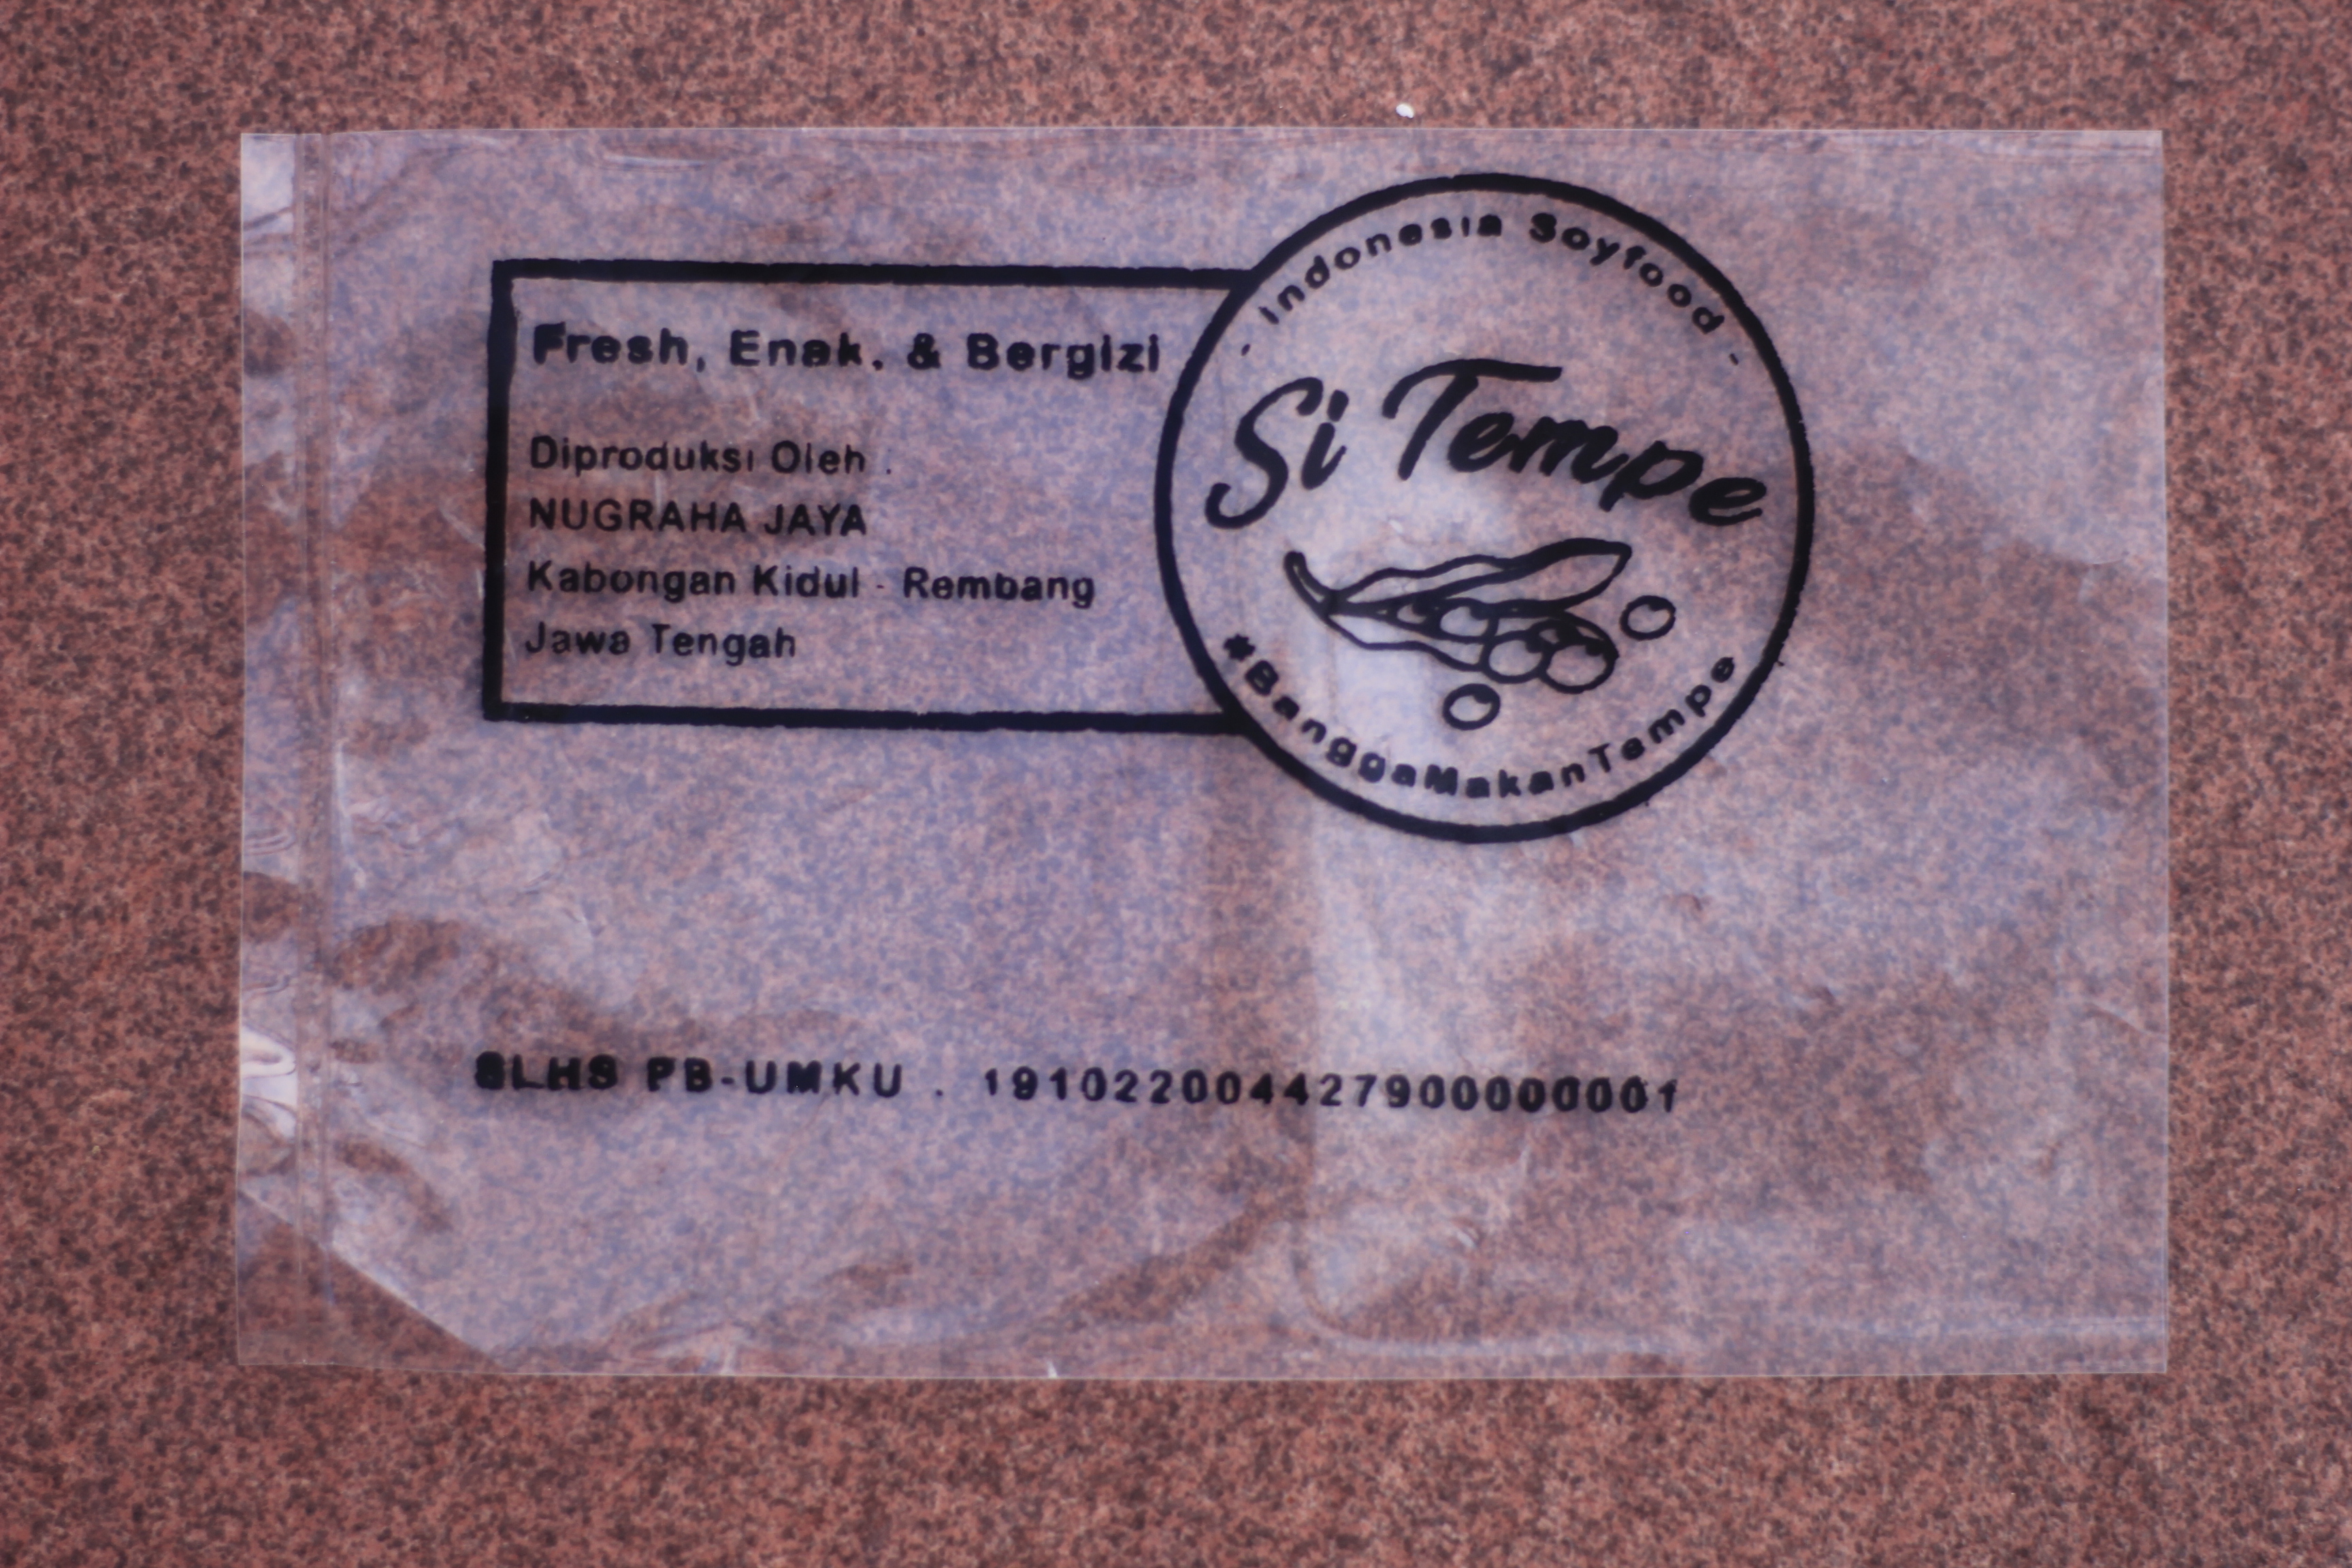 Fresh, Enak, & Bergizi
Diproduksi Oleh :
NUGRAHA JAYA
Kabongan Kidul - Rembang
Jawa Tengah
- Indonesia Soyfood -
Si Tempe
#BanggaMakanTempe
SLHS PB-UMKU : 191022004427900000001